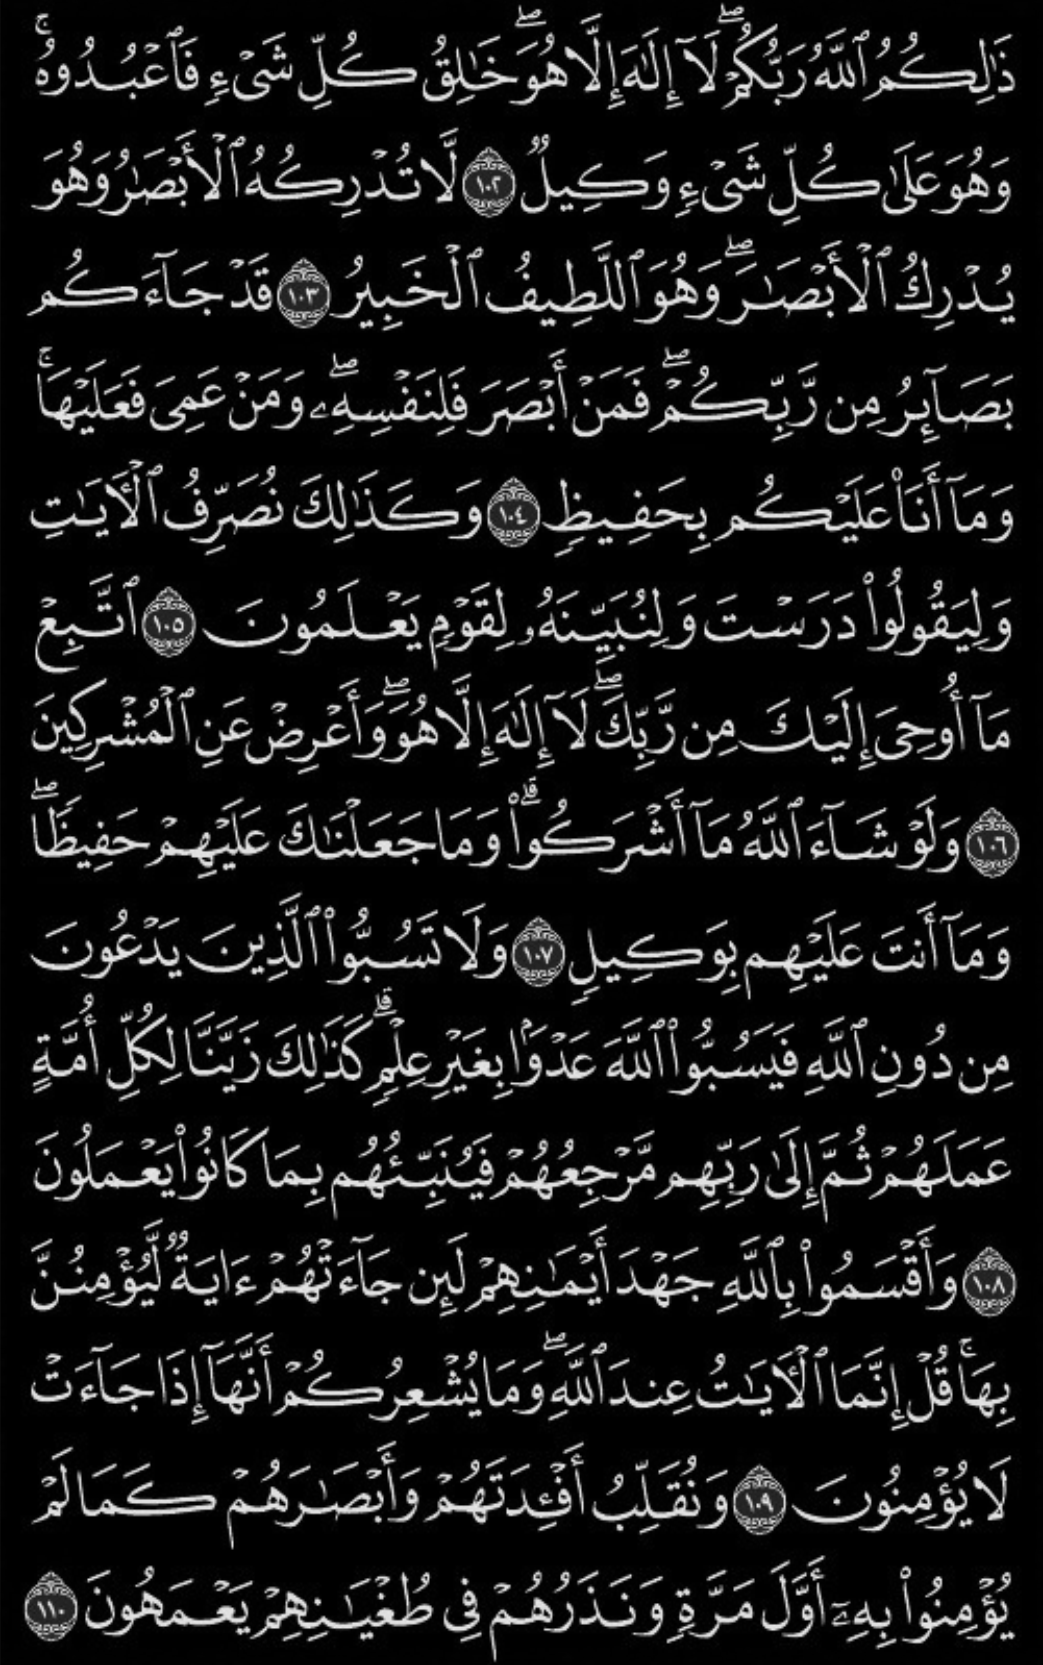 ذَٰلِكُمُ ٱللَّهُ رَبُّكُمْ ۖ لَآ إِلَٰهَ إِلَّا هُوَ ۖ خَٰلِقُ كُلِّ شَىْءٍ فَٱعْبُدُوهُ ۚ
وَهُوَ عَلَىٰ كُلِّ شَىْءٍ وَكِيلٌ ١٠٢ لَّا تُدْرِكُهُ ٱلْأَبْصَٰرُ وَهُوَ
يُدْرِكُ ٱلْأَبْصَٰرَ ۖ وَهُوَ ٱللَّطِيفُ ٱلْخَبِيرُ ١٠٣ قَدْ جَآءَكُم
بَصَآئِرُ مِن رَّبِّكُمْ ۖ فَمَنْ أَبْصَرَ فَلِنَفْسِهِۦ ۖ وَمَنْ عَمِىَ فَعَلَيْهَا ۚ
وَمَآ أَنَا۠ عَلَيْكُم بِحَفِيظٍ ١٠٤ وَكَذَٰلِكَ نُصَرِّفُ ٱلْءَايَٰتِ
وَلِيَقُولُوا۟ دَرَسْتَ وَلِنُبَيِّنَهُۥ لِقَوْمٍ يَعْلَمُونَ ١٠٥ ٱتَّبِعْ
مَآ أُوحِىَ إِلَيْكَ مِن رَّبِّكَ ۖ لَآ إِلَٰهَ إِلَّا هُوَ ۖ وَأَعْرِضْ عَنِ ٱلْمُشْرِكِينَ
١٠٦ وَلَوْ شَآءَ ٱللَّهُ مَآ أَشْرَكُوا۟ ۗ وَمَا جَعَلْنَٰكَ عَلَيْهِمْ حَفِيظًا ۖ
وَمَآ أَنتَ عَلَيْهِم بِوَكِيلٍ ١٠٧ وَلَا تَسُبُّوا۟ ٱلَّذِينَ يَدْعُونَ
مِن دُونِ ٱللَّهِ فَيَسُبُّوا۟ ٱللَّهَ عَدْوًۢا بِغَيْرِ عِلْمٍ ۗ كَذَٰلِكَ زَيَّنَّا لِكُلِّ أُمَّةٍ
عَمَلَهُمْ ثُمَّ إِلَىٰ رَبِّهِم مَّرْجِعُهُمْ فَيُنَبِّئُهُم بِمَا كَانُوا۟ يَعْمَلُونَ
١٠٨ وَأَقْسَمُوا۟ بِٱللَّهِ جَهْدَ أَيْمَٰنِهِمْ لَئِن جَآءَتْهُمْ ءَايَةٌ لَّيُؤْمِنُنَّ
بِهَا ۚ قُلْ إِنَّمَا ٱلْءَايَٰتُ عِندَ ٱللَّهِ ۖ وَمَا يُشْعِرُكُمْ أَنَّهَآ إِذَا جَآءَتْ
لَا يُؤْمِنُونَ ١٠٩ وَنُقَلِّبُ أَفْـِٔدَتَهُمْ وَأَبْصَٰرَهُمْ كَمَا لَمْ
يُؤْمِنُوا۟ بِهِۦٓ أَوَّلَ مَرَّةٍ وَنَذَرُهُمْ فِى طُغْيَٰنِهِمْ يَعْمَهُونَ ١١٠